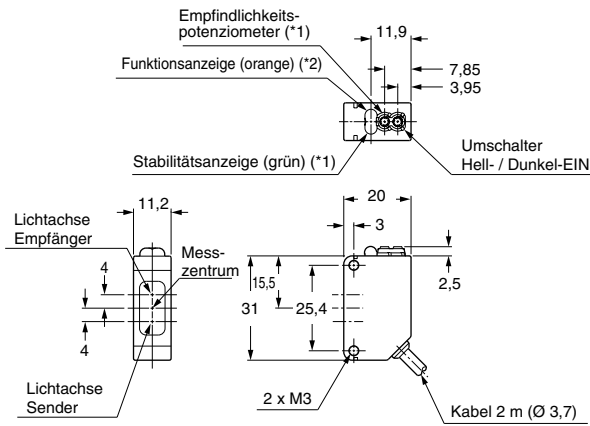 Empfindlichkeits-
potenziometer (*1)
11,9
Funktionsanzeige (orange) (*2)
7,85
3,95
Umschalter
Hell- / Dunkel-EIN
Stabilitätsanzeige (grün) (*1)
11,2
20
Lichtachse
Empfänger
3
Mess-
zentrum
4
15,5
2,5
31
25,4
4
Lichtachse
Sender
2 x M3
Kabel 2 m (Ø 3,7)